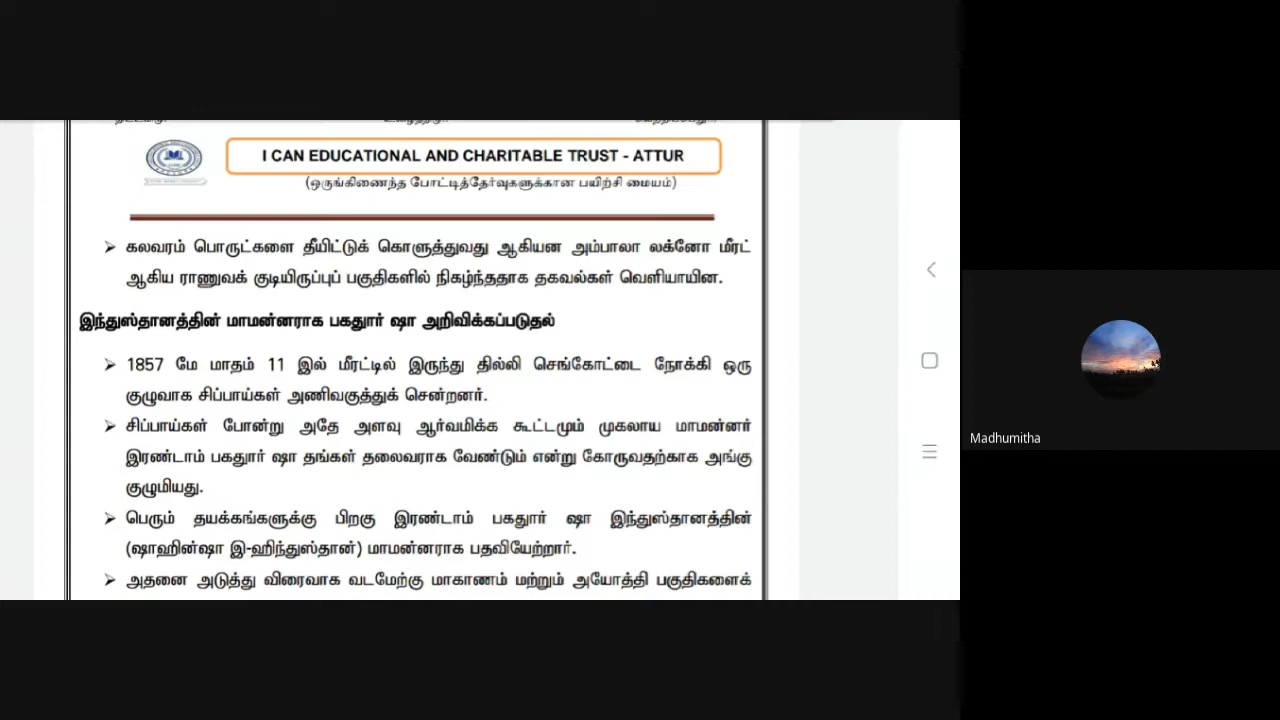 I CAN EDUCATIONAL AND CHARITABLE TRUST - ATTUR
(ஒருங்கிணைந்த போட்டித்தேர்வுகளுக்கான பயிற்சி மையம்)
➢ கலவரம் பொருட்களை தீயிட்டுக் கொளுத்துவது ஆகியன அம்பாலா லக்னோ மீரட்
ஆகிய ராணுவக் குடியிருப்புப் பகுதிகளில் நிகழ்ந்ததாக தகவல்கள் வெளியாயின.
இந்துஸ்தானத்தின் மாமன்னராக பகதூர் ஷா அறிவிக்கப்படுதல்
➢ 1857 மே மாதம் 11 இல் மீரட்டில் இருந்து தில்லி செங்கோட்டை நோக்கி ஒரு
குழுவாக சிப்பாய்கள் அணிவகுத்துக் சென்றனர்.
➢ சிப்பாய்கள் போன்று அதே அளவு ஆர்வமிக்க கூட்டமும் முகலாய மாமன்னர்
இரண்டாம் பகதூர் ஷா தங்கள் தலைவராக வேண்டும் என்று கோருவதற்காக அங்கு
குழுமியது.
➢ பெரும் தயக்கங்களுக்கு பிறகு இரண்டாம் பகதூர் ஷா இந்துஸ்தானத்தின்
(ஷாஹின்ஷா இ-ஹிந்துஸ்தான்) மாமன்னராக பதவியேற்றார்.
➢ அதனை அடுத்து விரைவாக வடமேற்கு மாகாணம் மற்றும் அயோத்தி பகுதிகளைக்
Madhumitha